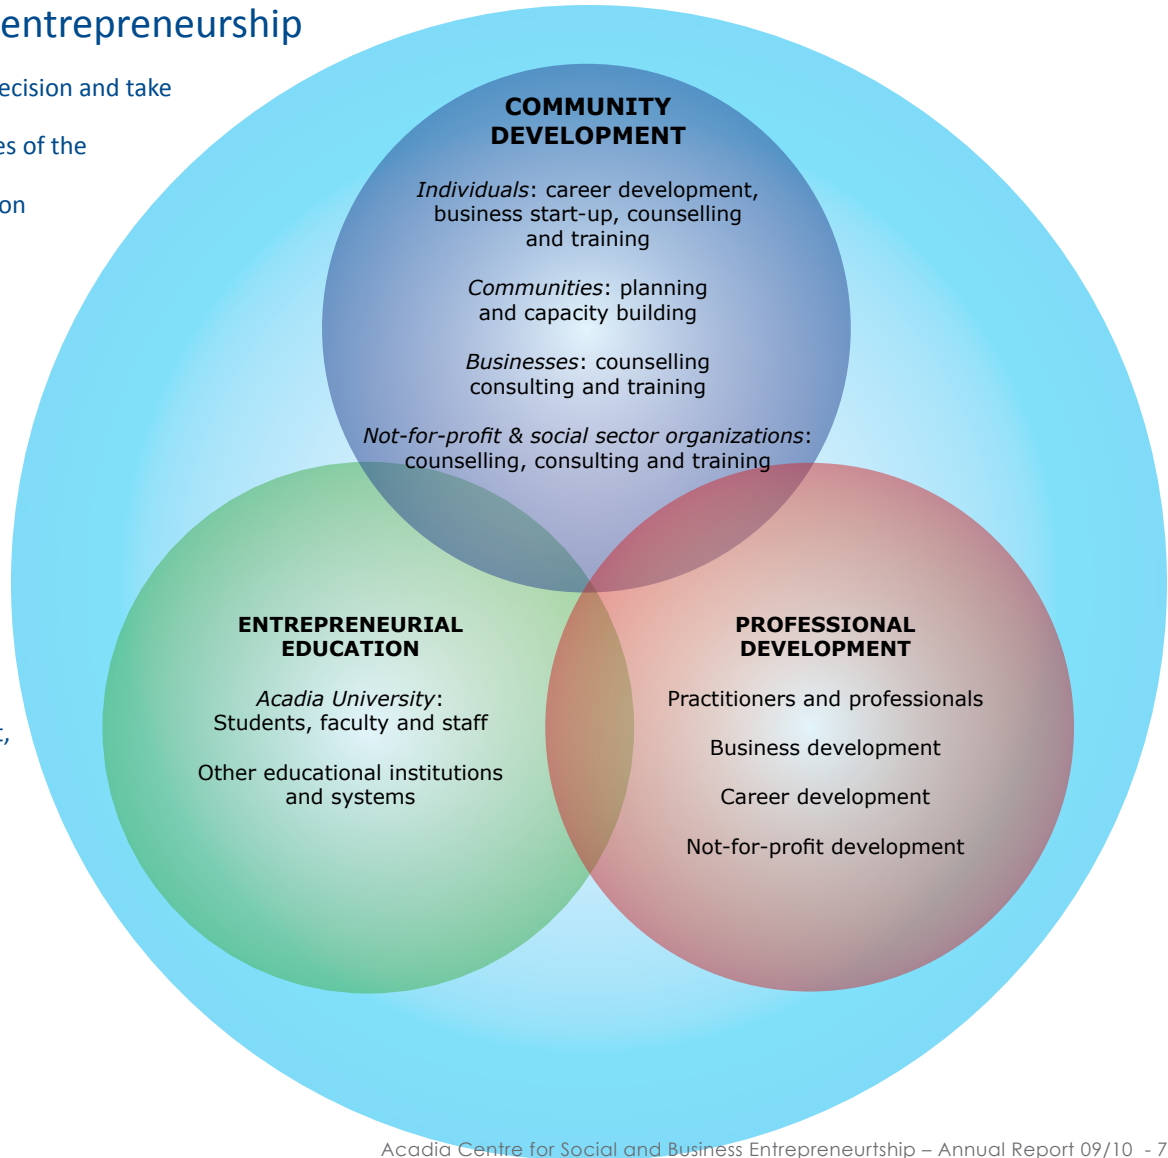 entrepreneurship
ecision and take
es of the
on
t,
COMMUNITY
DEVELOPMENT
Individuals: career development,
business start-up, counselling
and training
Communities: planning
and capacity building
Businesses: counselling
consulting and training
Not-for-profit & social sector organizations:
counselling, consulting and training
ENTREPRENEURIAL
EDUCATION
Acadia University:
Students, faculty and staff
Other educational institutions
and systems
PROFESSIONAL
DEVELOPMENT
Practitioners and professionals
Business development
Career development
Not-for-profit development
Acadia Centre for Social and Business Entrepreneurtship – Annual Report 09/10 - 7